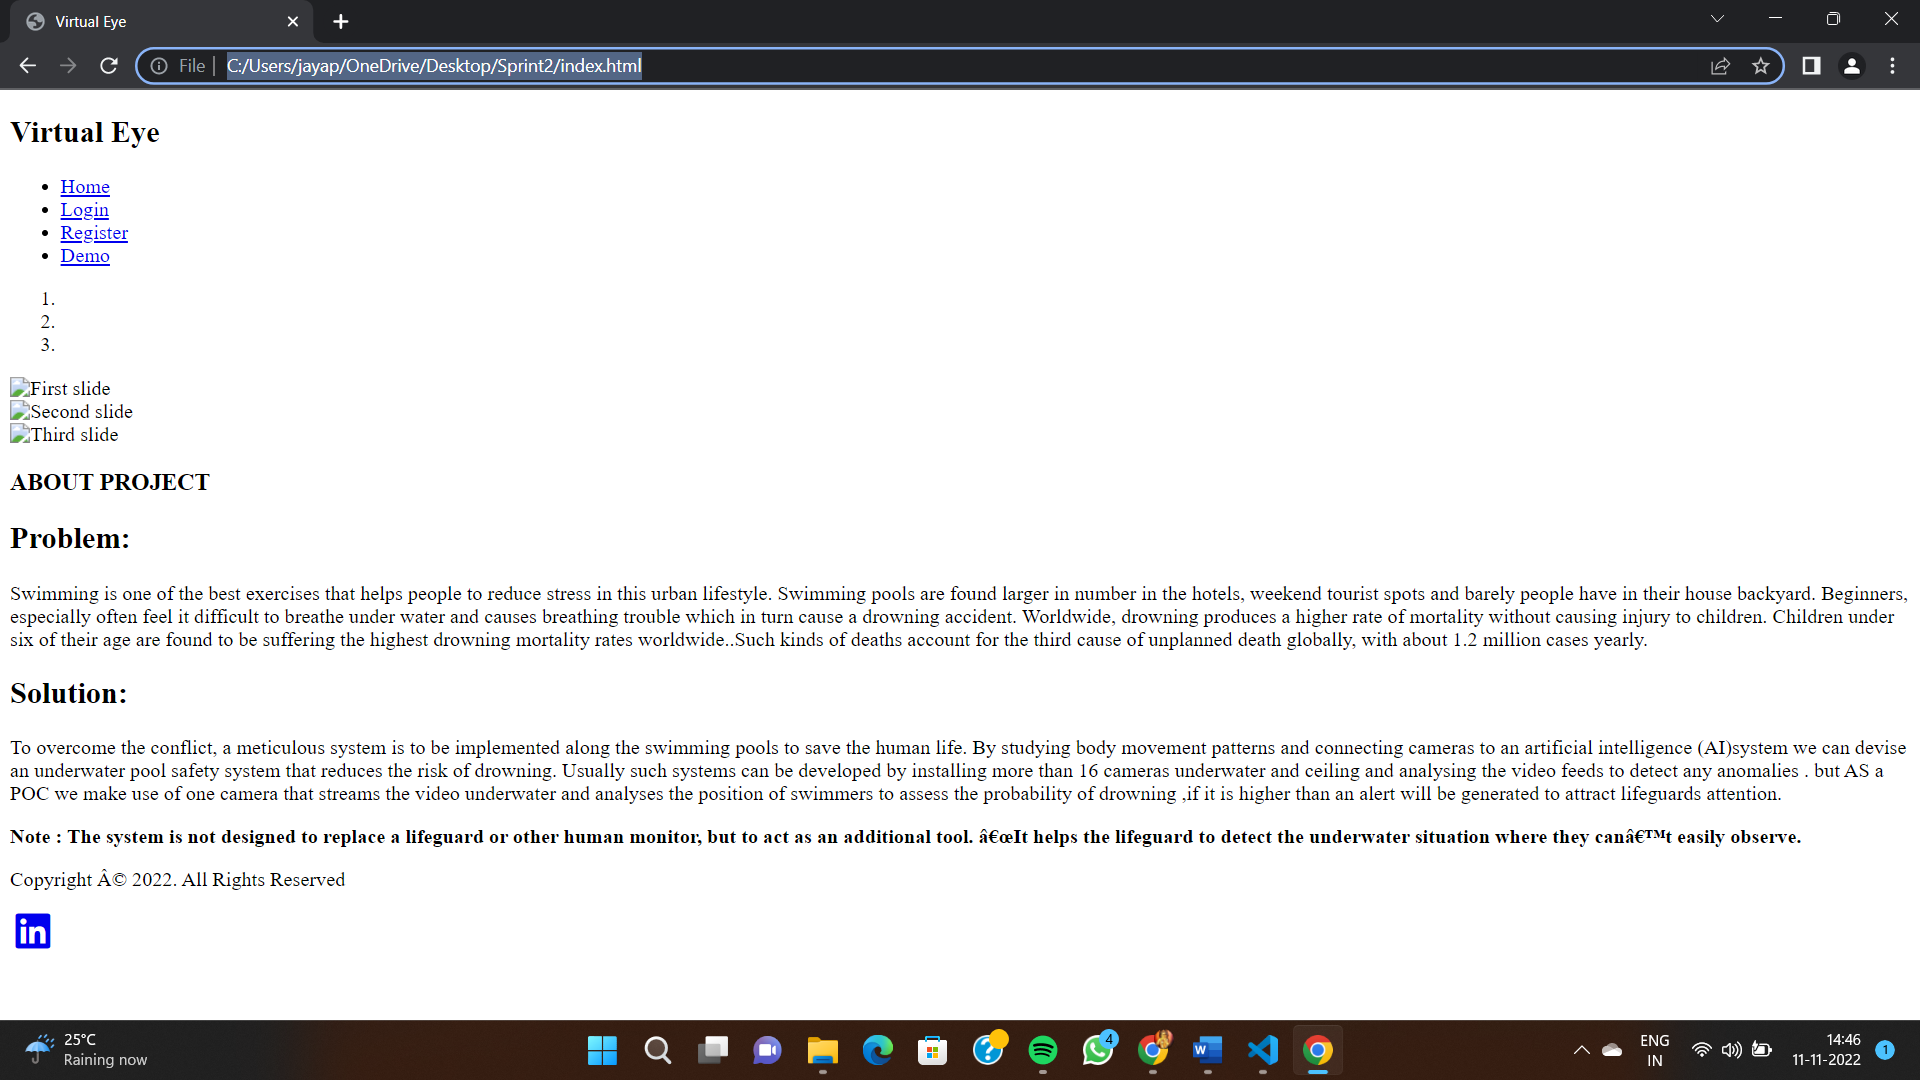 Virtual Eye
File
C:/Users/jayap/OneDrive/Desktop/Sprint2/index.html
Virtual Eye
Home
Login
Register
Demo
1.
2.
3.
First slide
Second slide
Third slide
ABOUT PROJECT
Problem:
Swimming is one of the best exercises that helps people to reduce stress in this urban lifestyle. Swimming pools are found larger in number in the hotels, weekend tourist spots and barely people have in their house backyard. Beginners,
especially often feel it difficult to breathe under water and causes breathing trouble which in turn cause a drowning accident. Worldwide, drowning produces a higher rate of mortality without causing injury to children. Children under
six of their age are found to be suffering the highest drowning mortality rates worldwide..Such kinds of deaths account for the third cause of unplanned death globally, with about 1.2 million cases yearly.
Solution:
To overcome the conflict, a meticulous system is to be implemented along the swimming pools to save the human life. By studying body movement patterns and connecting cameras to an artificial intelligence (AI)system we can devise
an underwater pool safety system that reduces the risk of drowning. Usually such systems can be developed by installing more than 16 cameras underwater and ceiling and analysing the video feeds to detect any anomalies . but AS a
POC we make use of one camera that streams the video underwater and analyses the position of swimmers to assess the probability of drowning ,if it is higher than an alert will be generated to attract lifeguards attention.
Note : The system is not designed to replace a lifeguard or other human monitor, but to act as an additional tool. â€œIt helps the lifeguard to detect the underwater situation where they canâ€™t easily observe.
Copyright Â© 2022. All Rights Reserved
in
25°C
Raining now
4
W
ENG
IN
14:46
11-11-2022
1